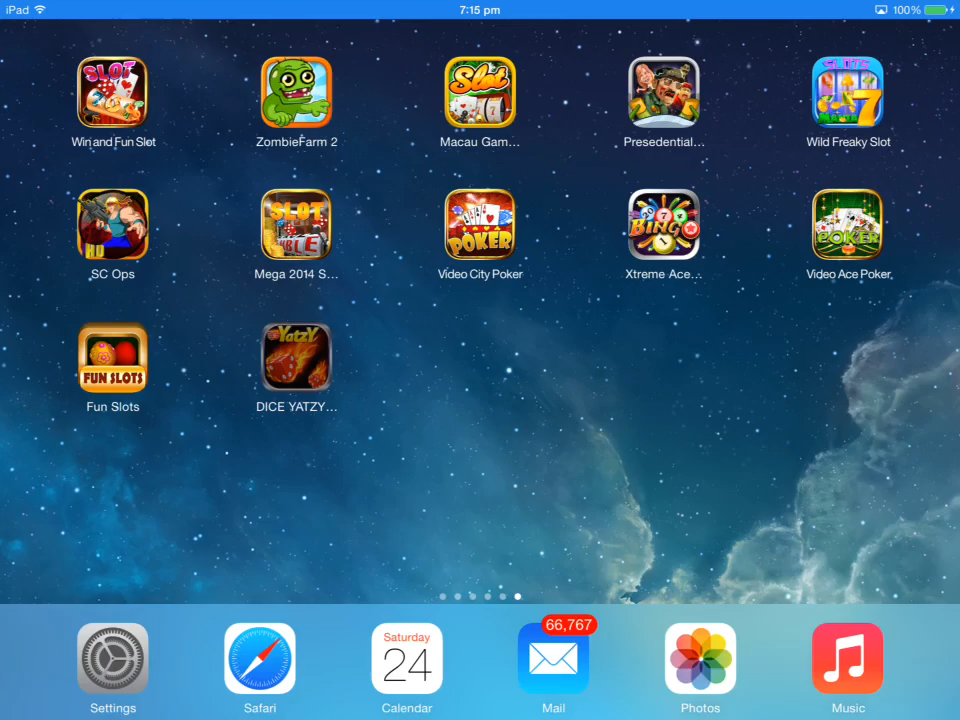 iPad 7:15 pm 100%
SLOT
Slot
SLOTS
7
Win and Fun Slot ZombieFarm 2 Macau Gam... Presedential... Wild Freaky Slot
HD
SLOT
POKER
BINGO
POKER
SC Ops Mega 2014 S... Video City Poker Xtreme Ace... Video Ace Poker
FUN SLOTS
YatzY
Fun Slots DICE YATZY...
Saturday
24
66,767
Settings Safari Calendar Mail Photos Music